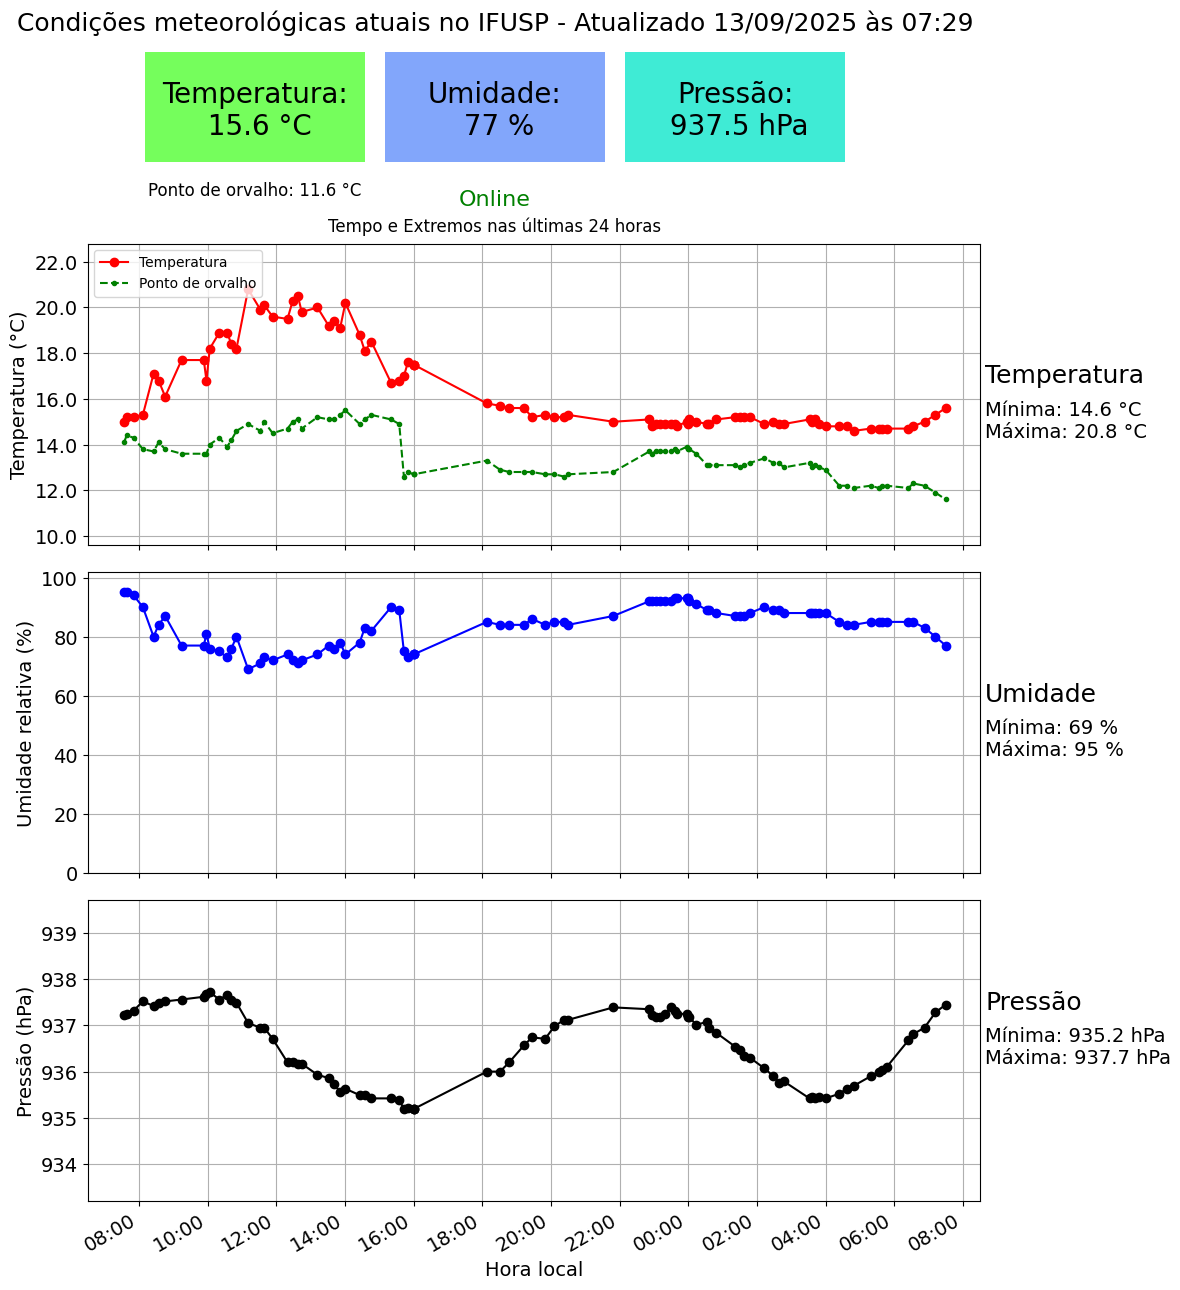 Condições meteorológicas atuais no IFUSP - Atualizado 13/09/2025 às 07:29
Temperatura:
15.6 °C
Umidade:
77 %
Pressão:
937.5 hPa
Ponto de orvalho: 11.6 °C
Online
Tempo e Extremos nas últimas 24 horas
Temperatura
Ponto de orvalho
Temperatura (°C)
22.0
20.0
18.0
16.0
14.0
12.0
10.0
Temperatura
Mínima: 14.6 °C
Máxima: 20.8 °C
Umidade relativa (%)
100
80
60
40
20
0
Umidade
Mínima: 69 %
Máxima: 95 %
Pressão (hPa)
939
938
937
936
935
934
Pressão
Mínima: 935.2 hPa
Máxima: 937.7 hPa
08:00 10:00 12:00 14:00 16:00 18:00 20:00 22:00 00:00 02:00 04:00 06:00 08:00
Hora local